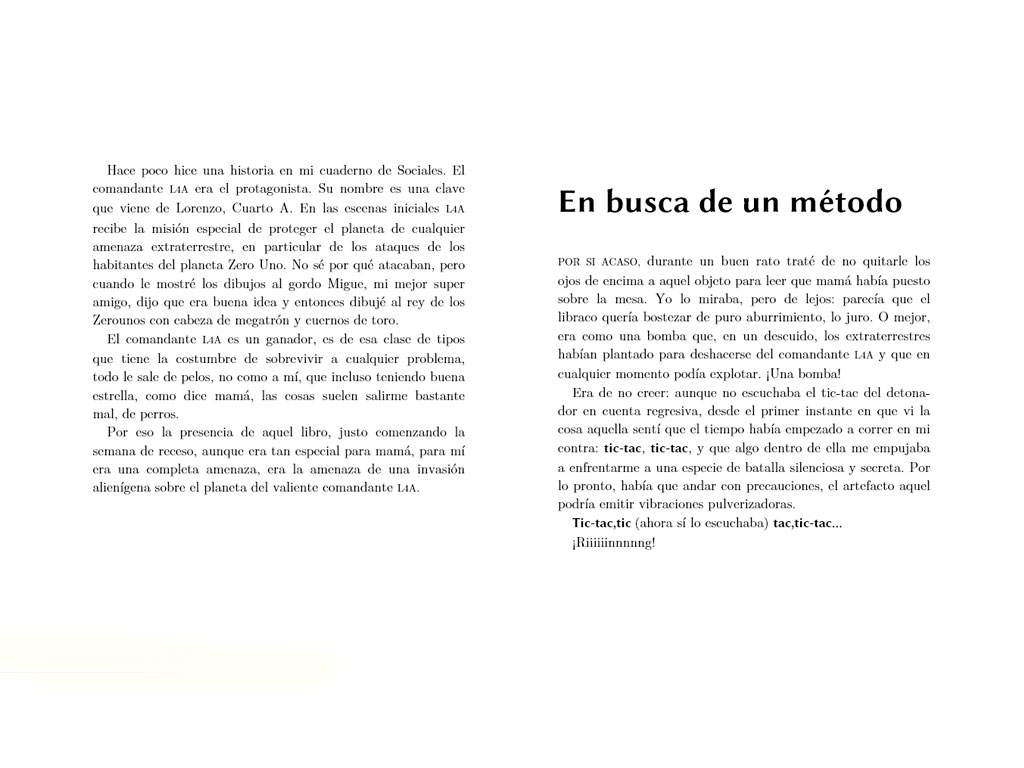 Hace poco hice una historia en mi cuaderno de Sociales. El
comandante L4A era el protagonista. Su nombre es una clave
que viene de Lorenzo, Cuarto A. En las escenas iniciales L4A
recibe la misión especial de proteger el planeta de cualquier
amenaza extraterrestre, en particular de los ataques de los
habitantes del planeta Zero Uno. No sé por qué atacaban, pero
cuando le mostré los dibujos al gordo Migue, mi mejor super
amigo, dijo que era buena idea y entonces dibujé al rey de los
Zerounos con cabeza de megatrón y cuernos de toro.
El comandante L4A es un ganador, es de esa clase de tipos
que tiene la costumbre de sobrevivir a cualquier problema,
todo le sale de pelos, no como a mí, que incluso teniendo buena
estrella, como dice mamá, las cosas suelen salirme bastante
mal, de perros.
Por eso la presencia de aquel libro, justo comenzando la
semana de receso, aunque era tan especial para mamá, para mí
era una completa amenaza, era la amenaza de una invasión
alienígena sobre el planeta del valiente comandante L4A.
En busca de un método
POR SI ACASO, durante un buen rato traté de no quitarle los
ojos de encima a aquel objeto para leer que mamá había puesto
sobre la mesa. Yo lo miraba, pero de lejos: parecía que el
libraco quería bostezar de puro aburrimiento, lo juro. O mejor,
era como una bomba que, en un descuido, los extraterrestres
habían plantado para deshacerse del comandante L4A y que en
cualquier momento podía explotar. ¡Una bomba!
Era de no creer: aunque no escuchaba el tic-tac del detona-
dor en cuenta regresiva, desde el primer instante en que vi la
cosa aquella sentí que el tiempo había empezado a correr en mi
contra: tic-tac, tic-tac, y que algo dentro de ella me empujaba
a enfrentarme a una especie de batalla silenciosa y secreta. Por
lo pronto, había que andar con precauciones, el artefacto aquel
podría emitir vibraciones pulverizadoras.
Tic-tac,tic (ahora sí lo escuchaba) tac,tic-tac...
¡Riiiiiinnnnng!